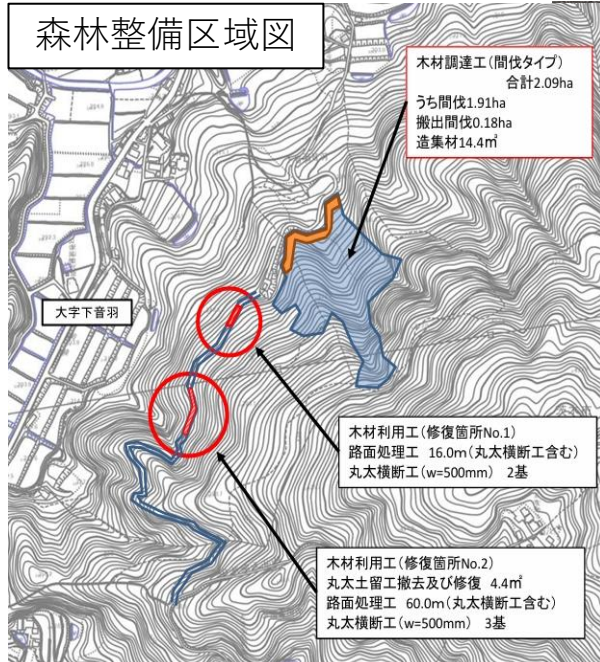 森林整備区域図
木材調達工(間伐タイプ)
合計2.09ha
うち間伐1.91ha
搬出間伐0.18ha
造集材14.4㎥
大字下音羽
木材利用工(修復箇所No.1)
路面処理工 16.0m(丸太横断工含む)
丸太横断工(w=500mm) 2基
木材利用工(修復箇所No.2)
丸太土留工撤去及び修復 4.4㎡
路面処理工 60.0m(丸太横断工含む)
丸太横断工(w=500mm) 3基